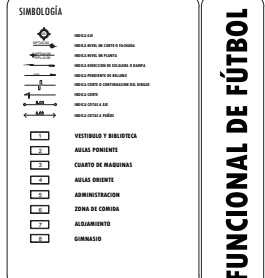 SIMBOLOGÍA
INDICA EJE
INDICA NIVEL EN CORTE O FACHADA
INDICA NIVEL EN PLANTA
INDICA DIRECCION DE ESCALERA O RAMPA
INDICA PENDIENTE DE RELLENO
INDICA CORTE O CONTINUACION DEL DIBUJO
INDICA CORTE
INDICA COTAS A EJE
INDICA COTAS A PAÑOS
1 VESTIBULO Y BIBLIOTECA
2 AULAS PONIENTE
3 CUARTO DE MAQUINAS
4 AULAS ORIENTE
5 ADMINISTRACION
6 ZONA DE COMIDA
7 ALOJAMIENTO
8 GIMNASIO
FUNCIONAL DE FÚTBOL